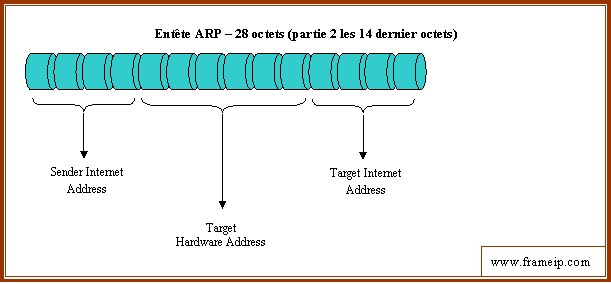 Entête ARP – 28 octets (partie 2 les 14 dernier octets)
Sender Internet
Address
Target Internet
Address
Target
Hardware Address
www.frameip.com